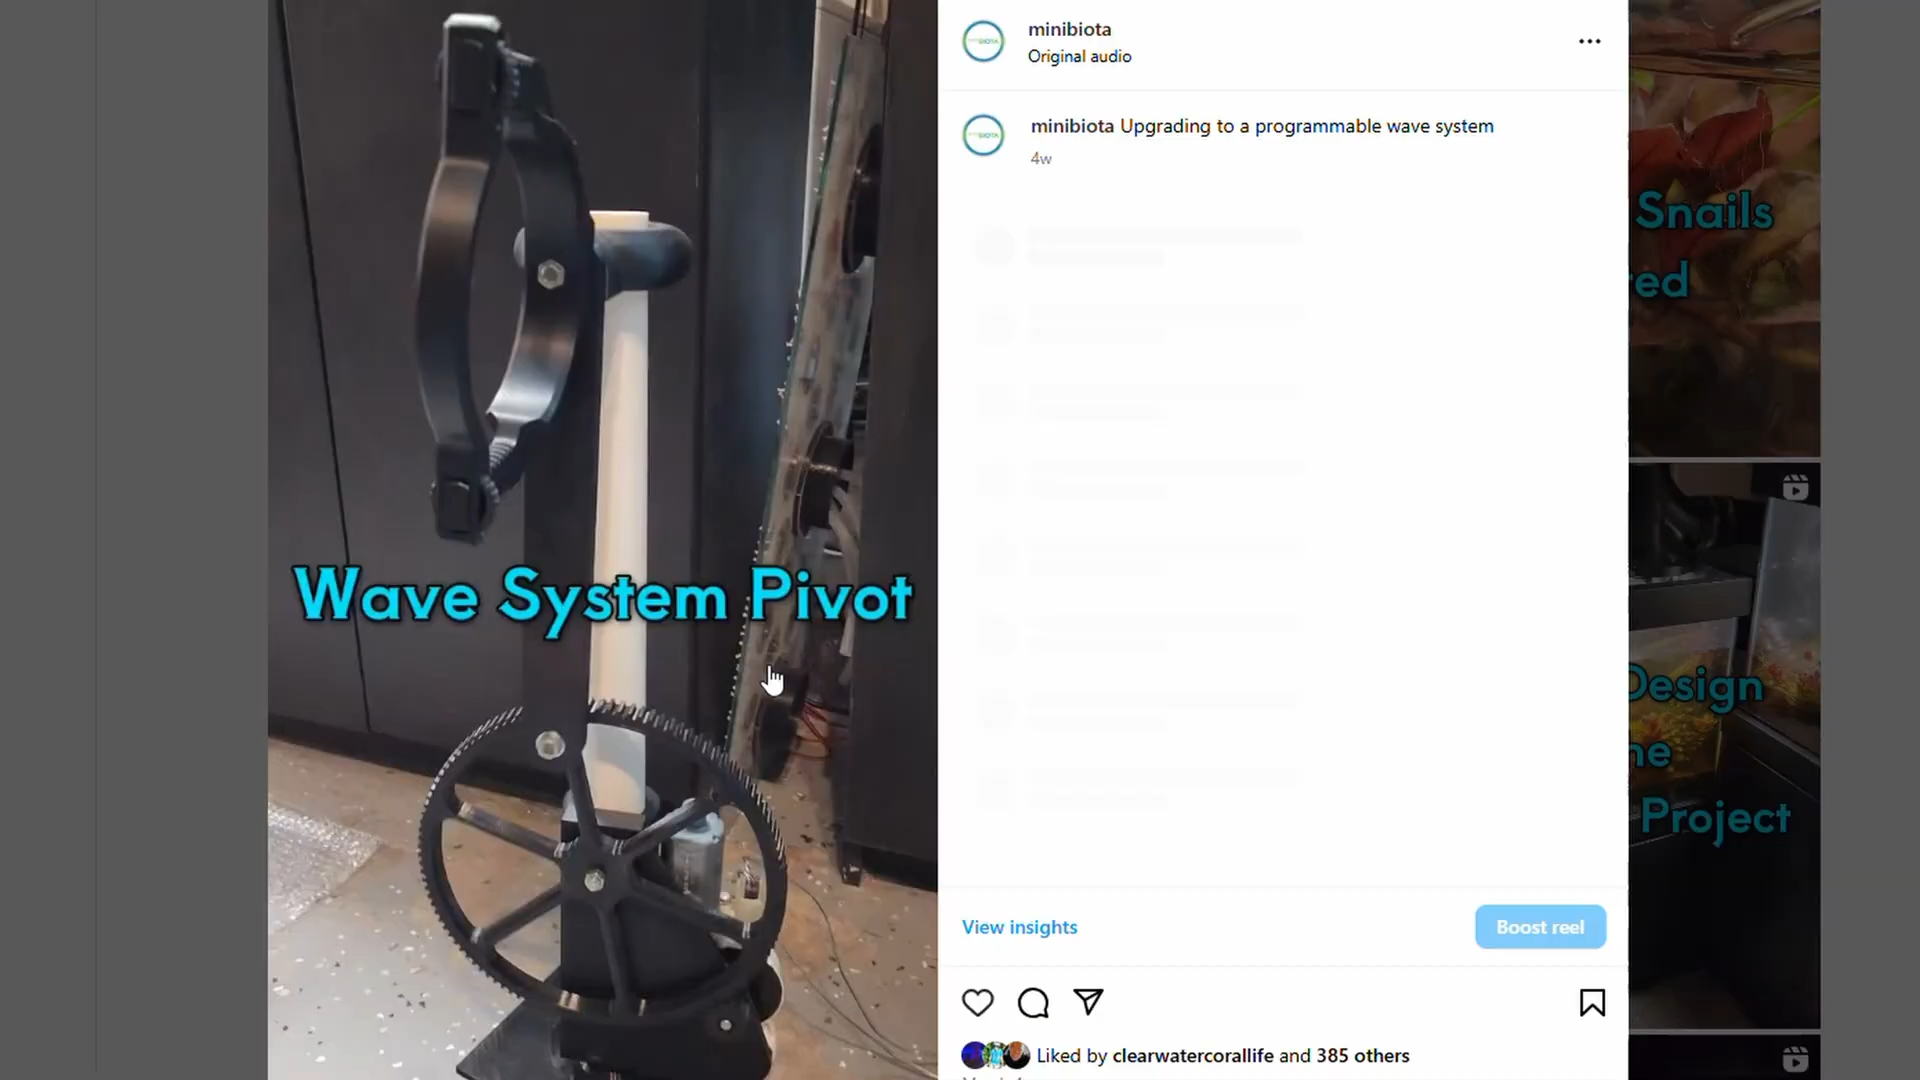 minibiota
Original audio
minibiota Upgrading to a programmable wave system
4w
Wave System Pivot
Snails
Design
Project
View insights
Boost reel
Liked by clearwatercorallife and 385 others